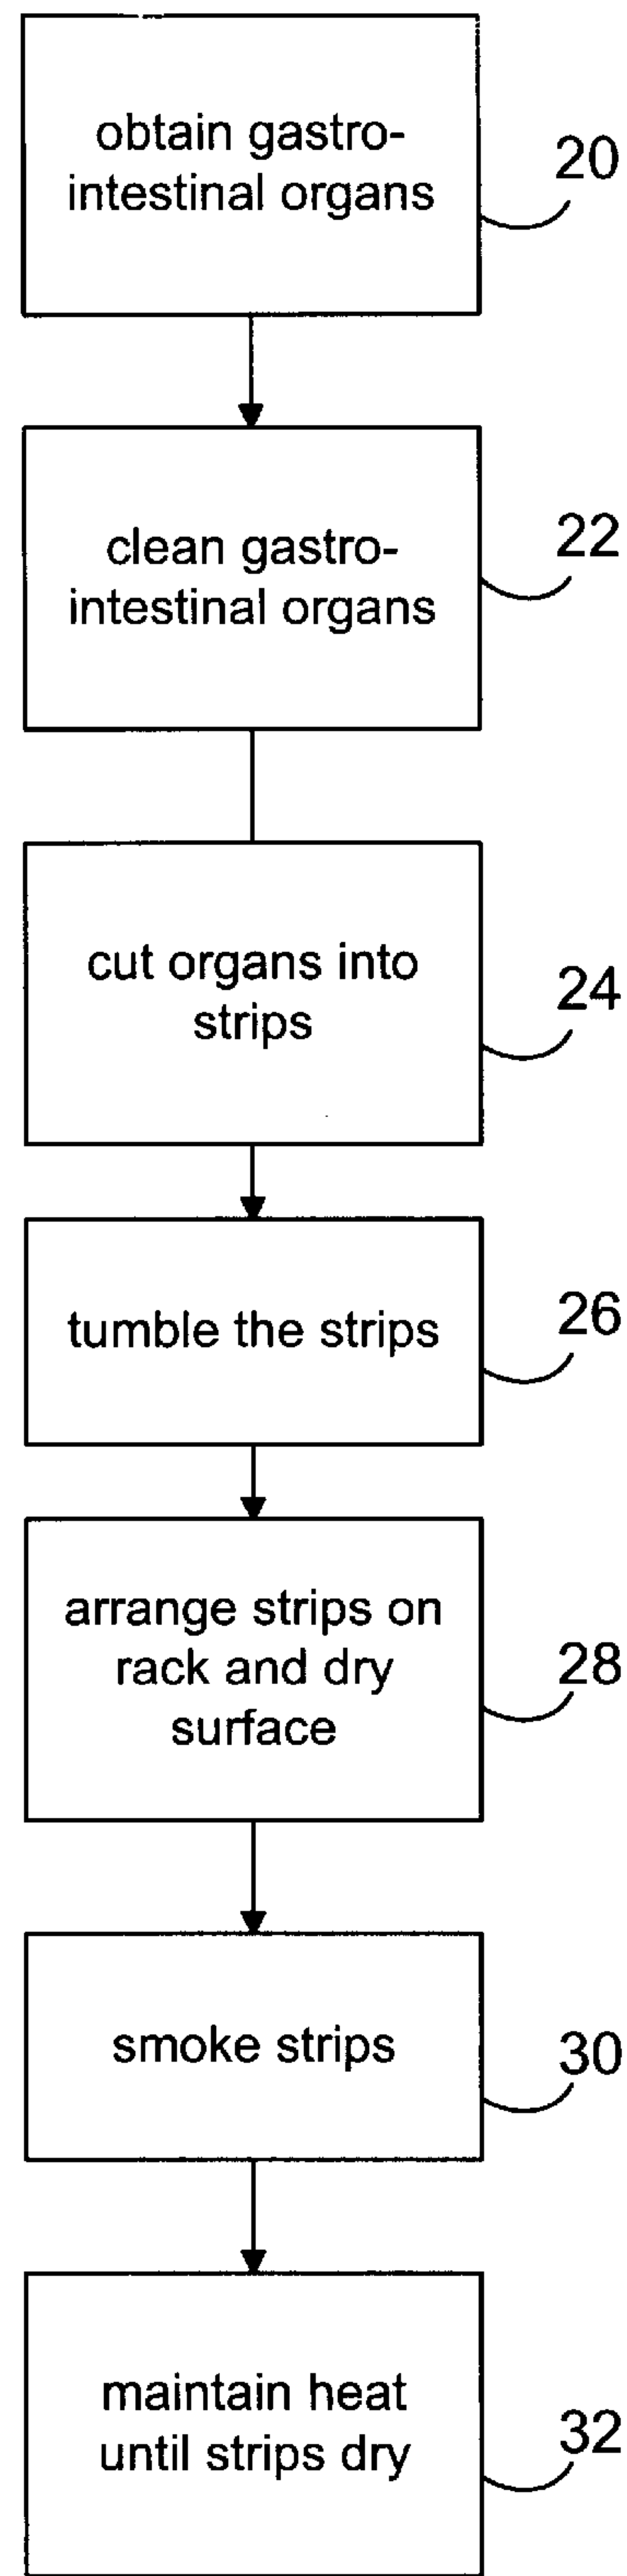 obtain gastro-
intestinal organs
20
clean gastro-
intestinal organs
22
cut organs into
strips
24
tumble the strips
26
arrange strips on
rack and dry
surface
28
smoke strips
30
maintain heat
until strips dry
32